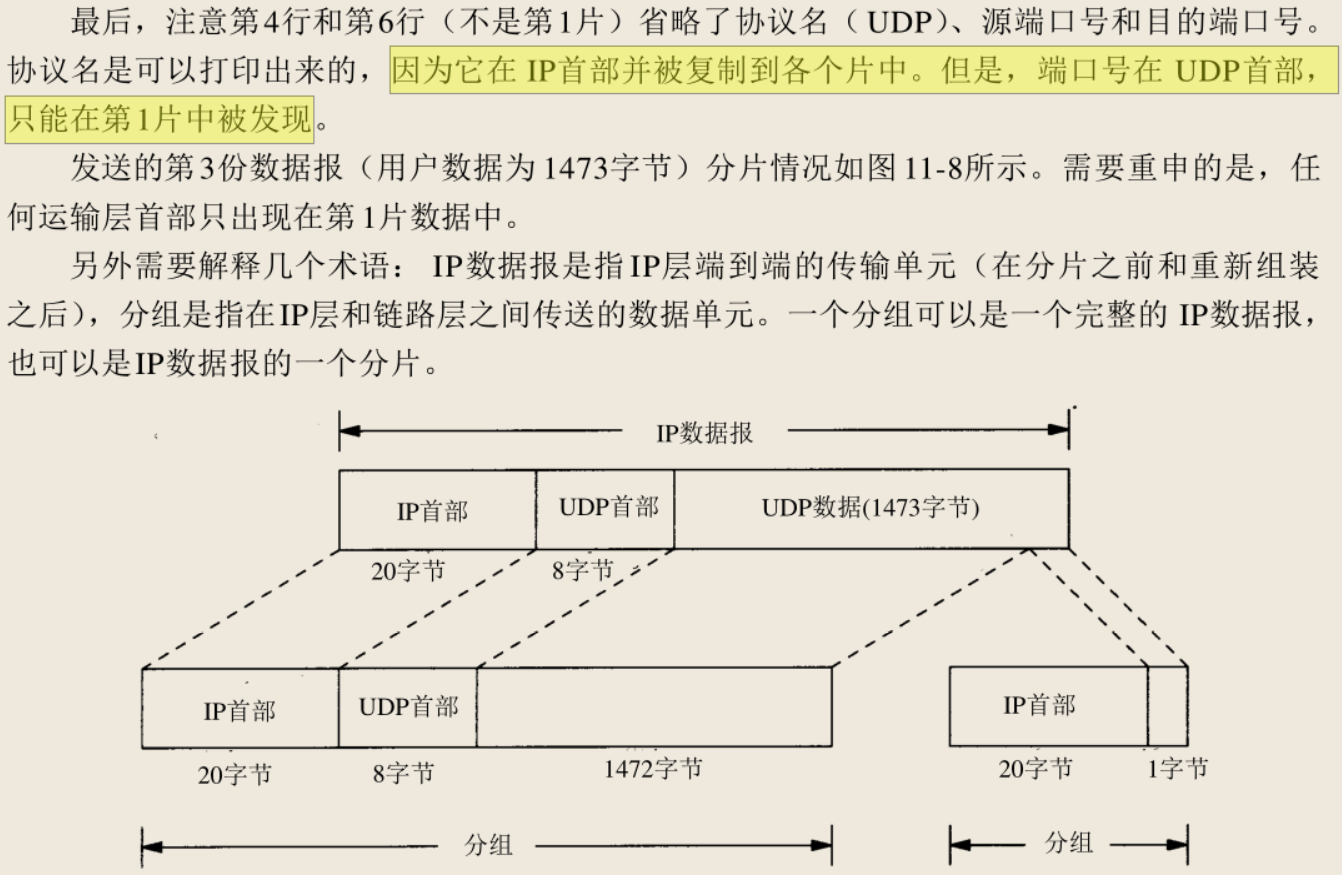 最后，注意第4行和第6行（不是第1片）省略了协议名（UDP）、源端口号和目的端口号。
协议名是可以打印出来的，因为它在 IP首部并被复制到各个片中。但是，端口号在 UDP首部，
只能在第1片中被发现。
发送的第3份数据报（用户数据为1473字节）分片情况如图11-8所示。需要重申的是，任
何运输层首部只出现在第1片数据中。
另外需要解释几个术语： IP数据报是指IP层端到端的传输单元（在分片之前和重新组装
之后），分组是指在IP层和链路层之间传送的数据单元。一个分组可以是一个完整的 IP数据报，
也可以是IP数据报的一个分片。
IP数据报
IP首部 UDP首部 UDP数据(1473字节)
20字节 8字节
IP首部 UDP首部 IP首部
20字节 8字节 1472字节 20字节 1字节
分组 分组